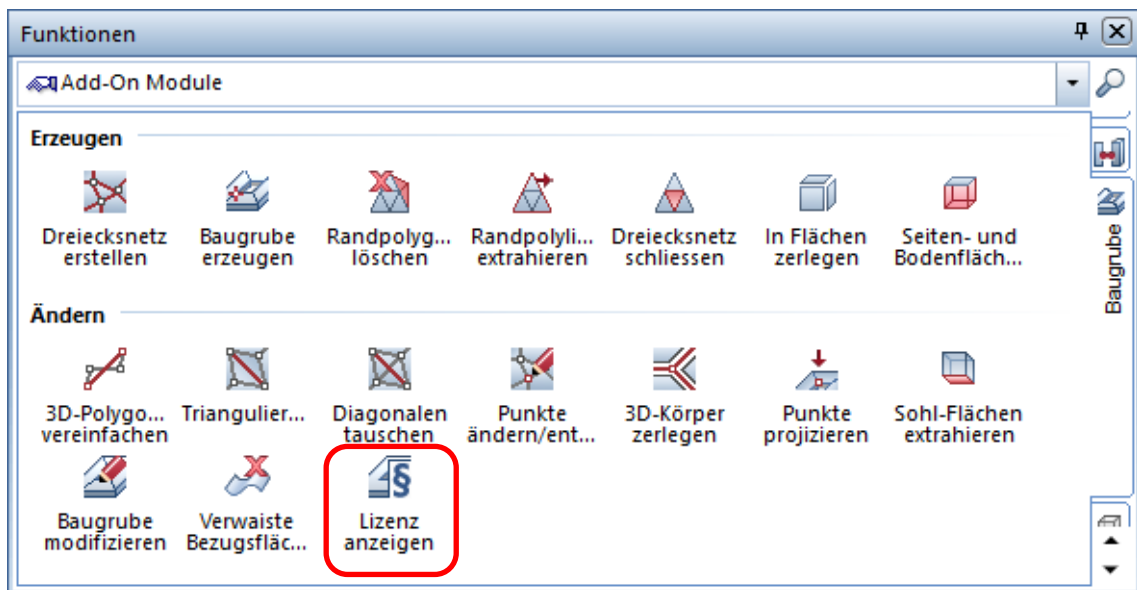 Funktionen
Add-On Module
Erzeugen
Dreiecksnetz erstellen
Baugrube erzeugen
Randpolyg... löschen
Randpolyli... extrahieren
Dreiecksnetz schliessen
In Flächen zerlegen
Seiten- und Bodenfläch...
Ändern
3D-Polygo... vereinfachen
Triangulier...
Diagonalen tauschen
Punkte ändern/ent...
3D-Körper zerlegen
Punkte projizieren
Sohl-Flächen extrahieren
Baugrube modifizieren
Verwaiste Bezugsfläc...
§
Lizenz anzeigen
Baugrube